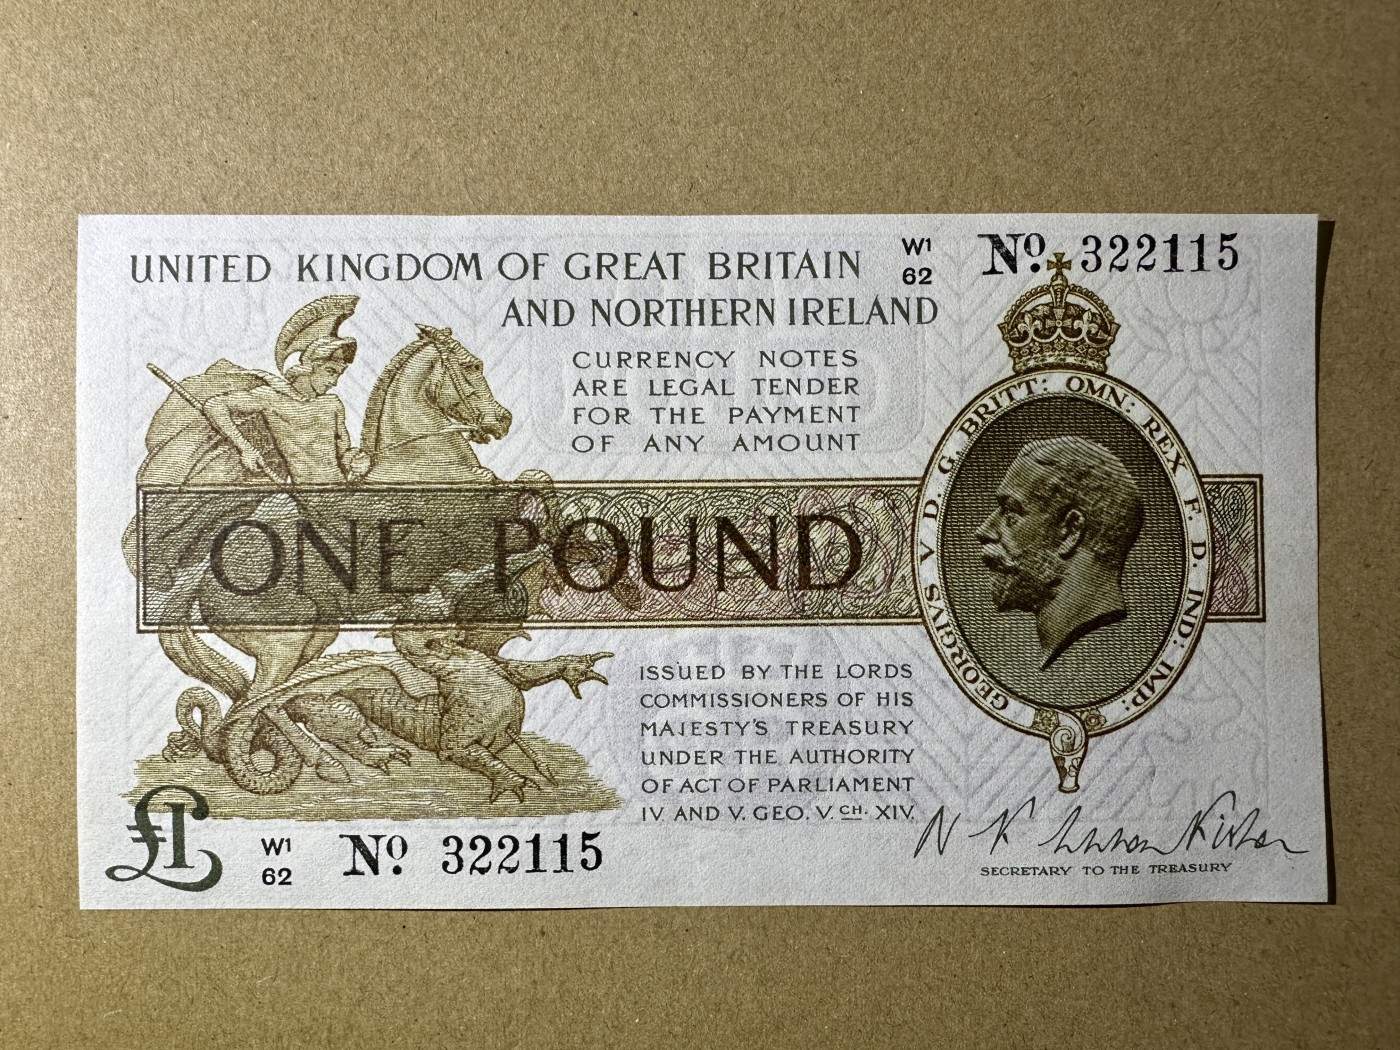 UNITED KINGDOM OF GREAT BRITAIN
AND NORTHERN IRELAND
W1
62
No. 322115
CURRENCY NOTES
ARE LEGAL TENDER
FOR THE PAYMENT
OF ANY AMOUNT
ONE POUND
GEORGIVS V D. G. BRITT: OMN: REX F. D. IND: IMP:
ISSUED BY THE LORDS
COMMISSIONERS OF HIS
MAJESTY'S TREASURY
UNDER THE AUTHORITY
OF ACT OF PARLIAMENT
IV AND V. GEO. V. CH. XIV.
£1
W1
62
No. 322115
N K
SECRETARY TO THE TREASURY